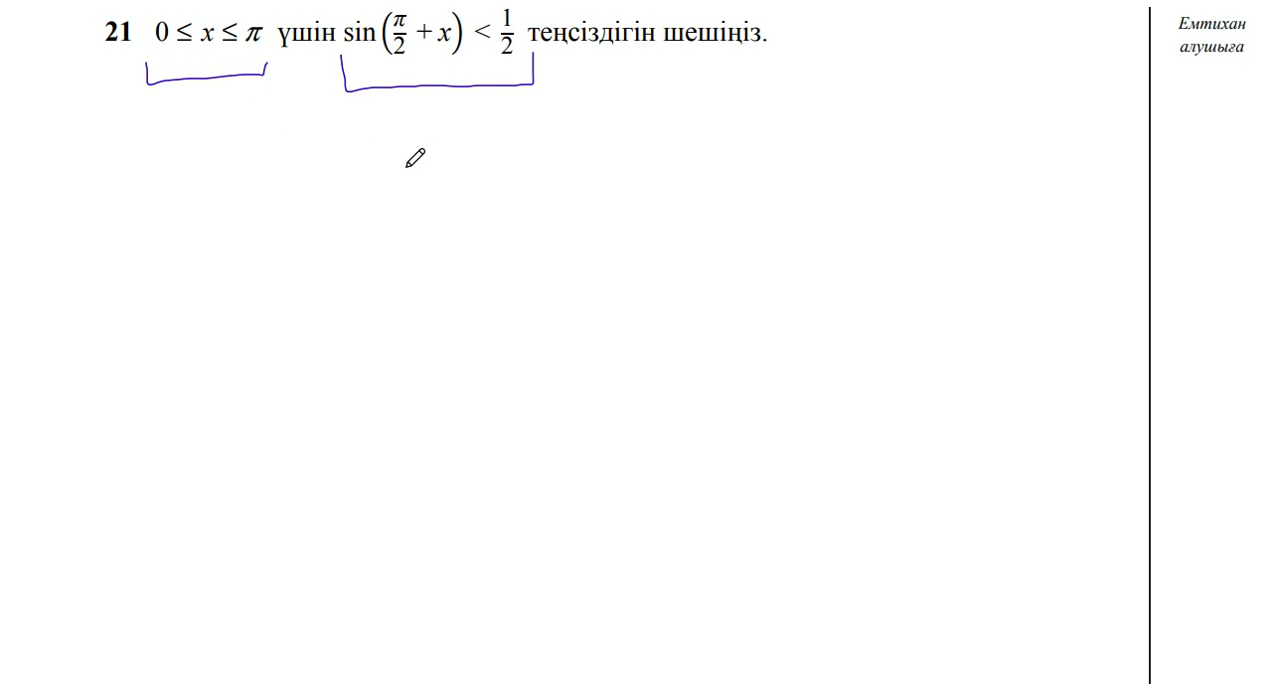 21 0 ≤ x ≤ π үшін sin(π/2 + x) < 1/2 теңсіздігін шешіңіз.
Емтихан
алушыға